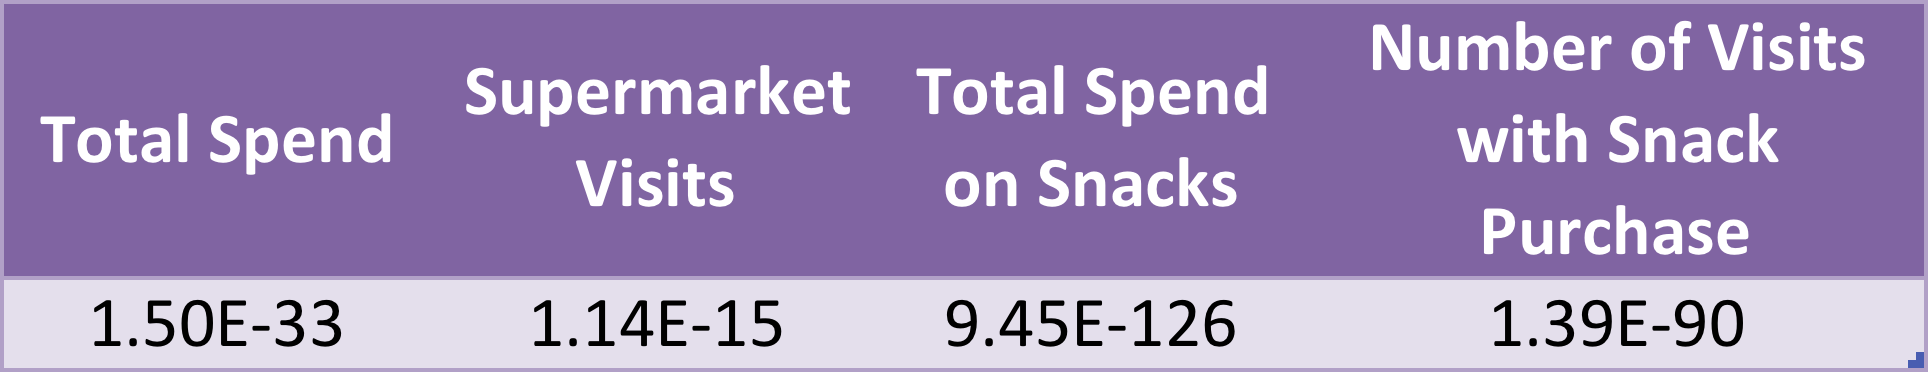 Total Spend
Supermarket
Visits
Total Spend
on Snacks
Number of Visits
with Snack
Purchase
1.50E-33
1.14E-15
9.45E-126
1.39E-90